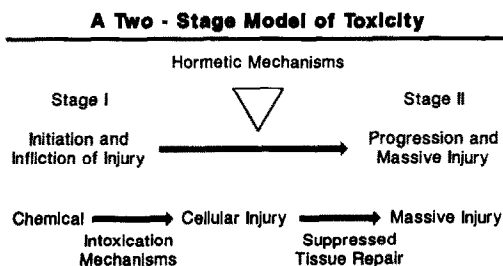 A Two - Stage Model of Toxicity
Hormetic Mechanisms
Stage I
Stage II
Initiation and
Infliction of Injury
Progression and
Massive Injury
Chemical
Cellular Injury
Massive Injury
Intoxication
Mechanisms
Suppressed
Tissue Repair